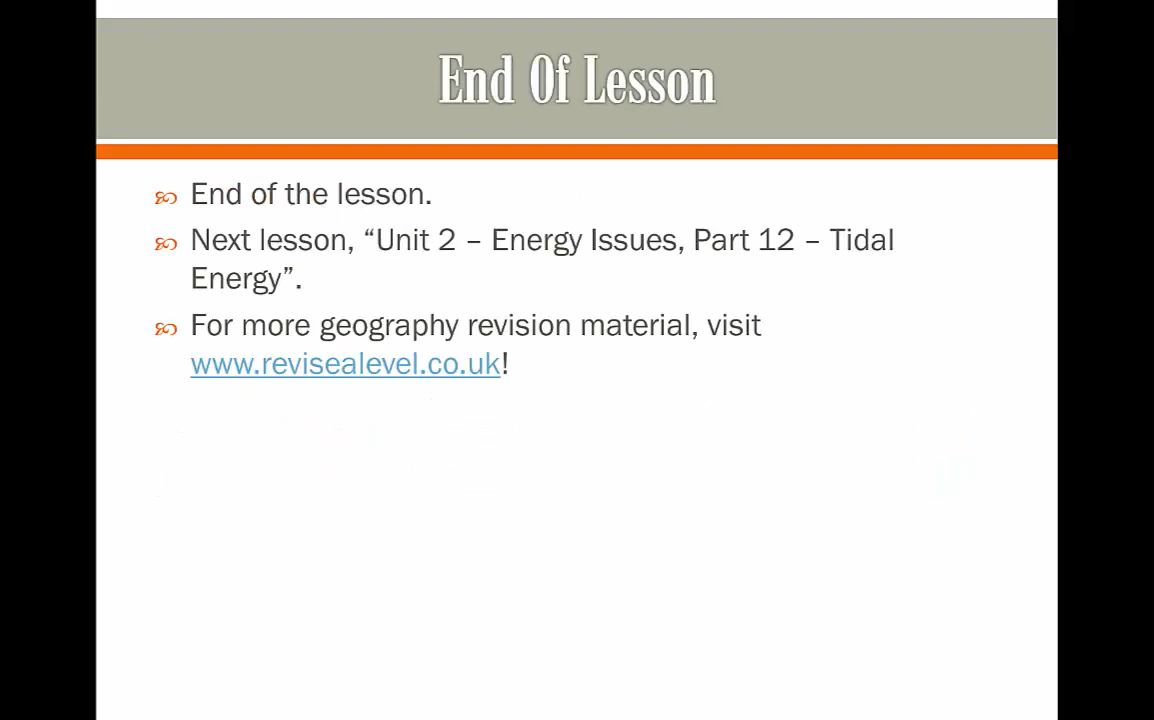 End Of Lesson
End of the lesson.
Next lesson, “Unit 2 – Energy Issues, Part 12 – Tidal
Energy”.
For more geography revision material, visit
www.revisealevel.co.uk!